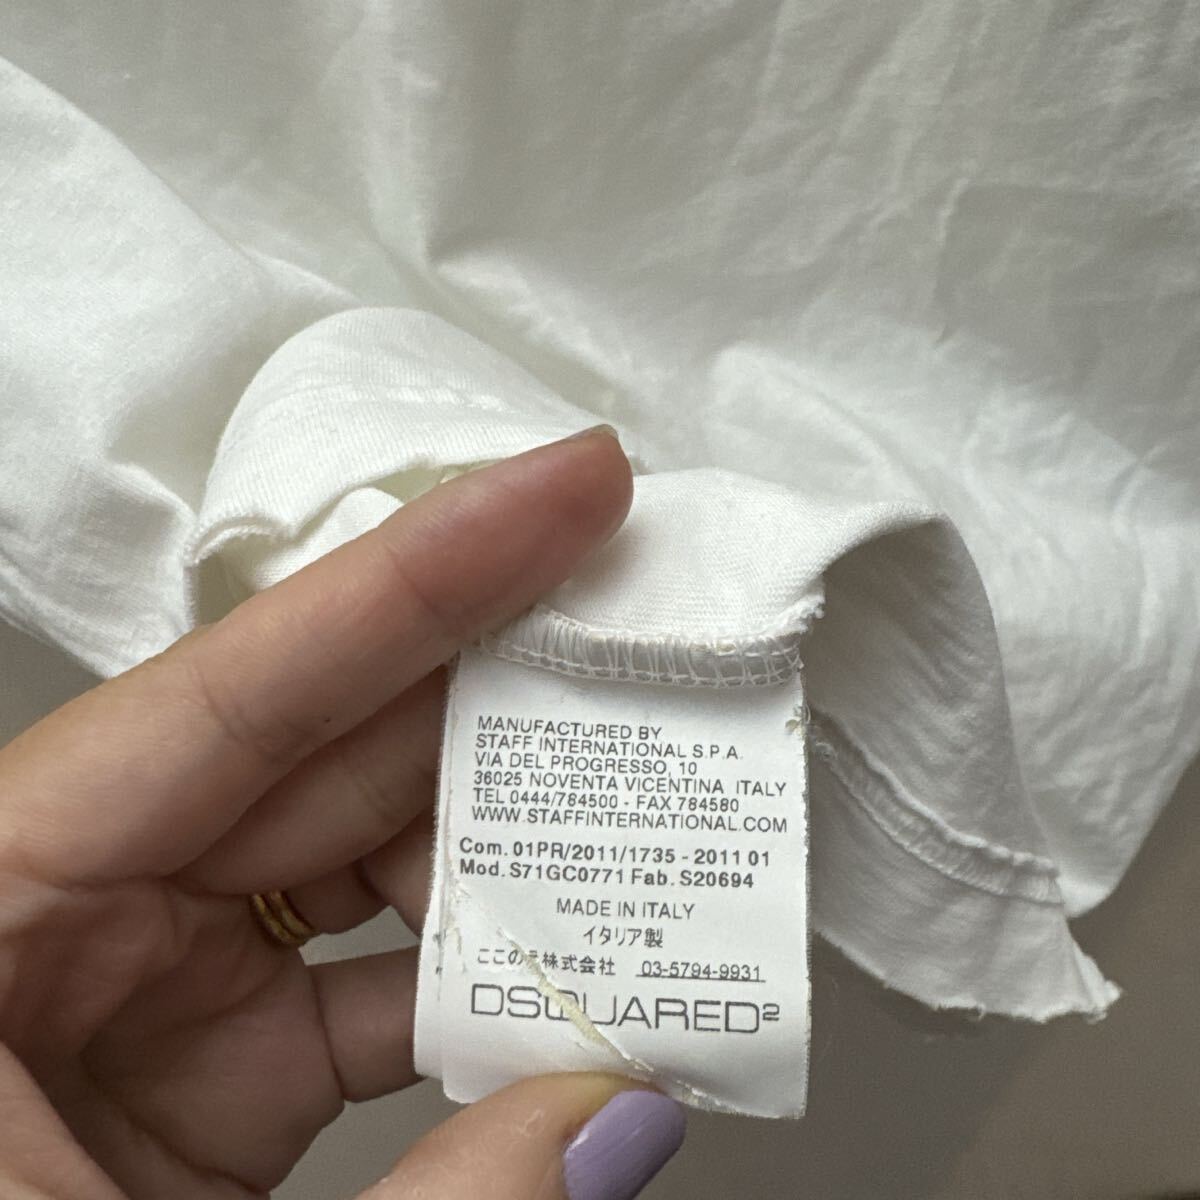 MANUFACTURED BY
STAFF INTERNATIONAL S.P.A.
VIA DEL PROGRESSO, 10
36025 NOVENTA VICENTINA ITALY
TEL 0444/784500 - FAX 784580
WWW.STAFFINTERNATIONAL.COM
Com. 01PR/2011/1735 - 2011 01
Mod. S71GC0771 Fab. S20694
MADE IN ITALY
イタリア製
ここのえ株式会社 03-5794-9931
DSQUARED2